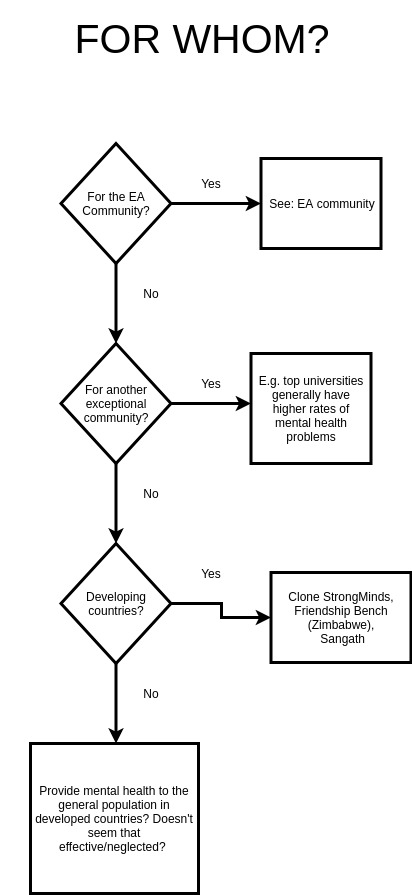 FOR WHOM?
For the EA
Community?
Yes
See: EA community
No
For another
exceptional
community?
Yes
E.g. top universities
generally have
higher rates of
mental health
problems
No
Developing
countries?
Yes
Clone StrongMinds,
Friendship Bench
(Zimbabwe),
Sangath
No
Provide mental health to the
general population in
developed countries? Doesn't
seem that
effective/neglected?